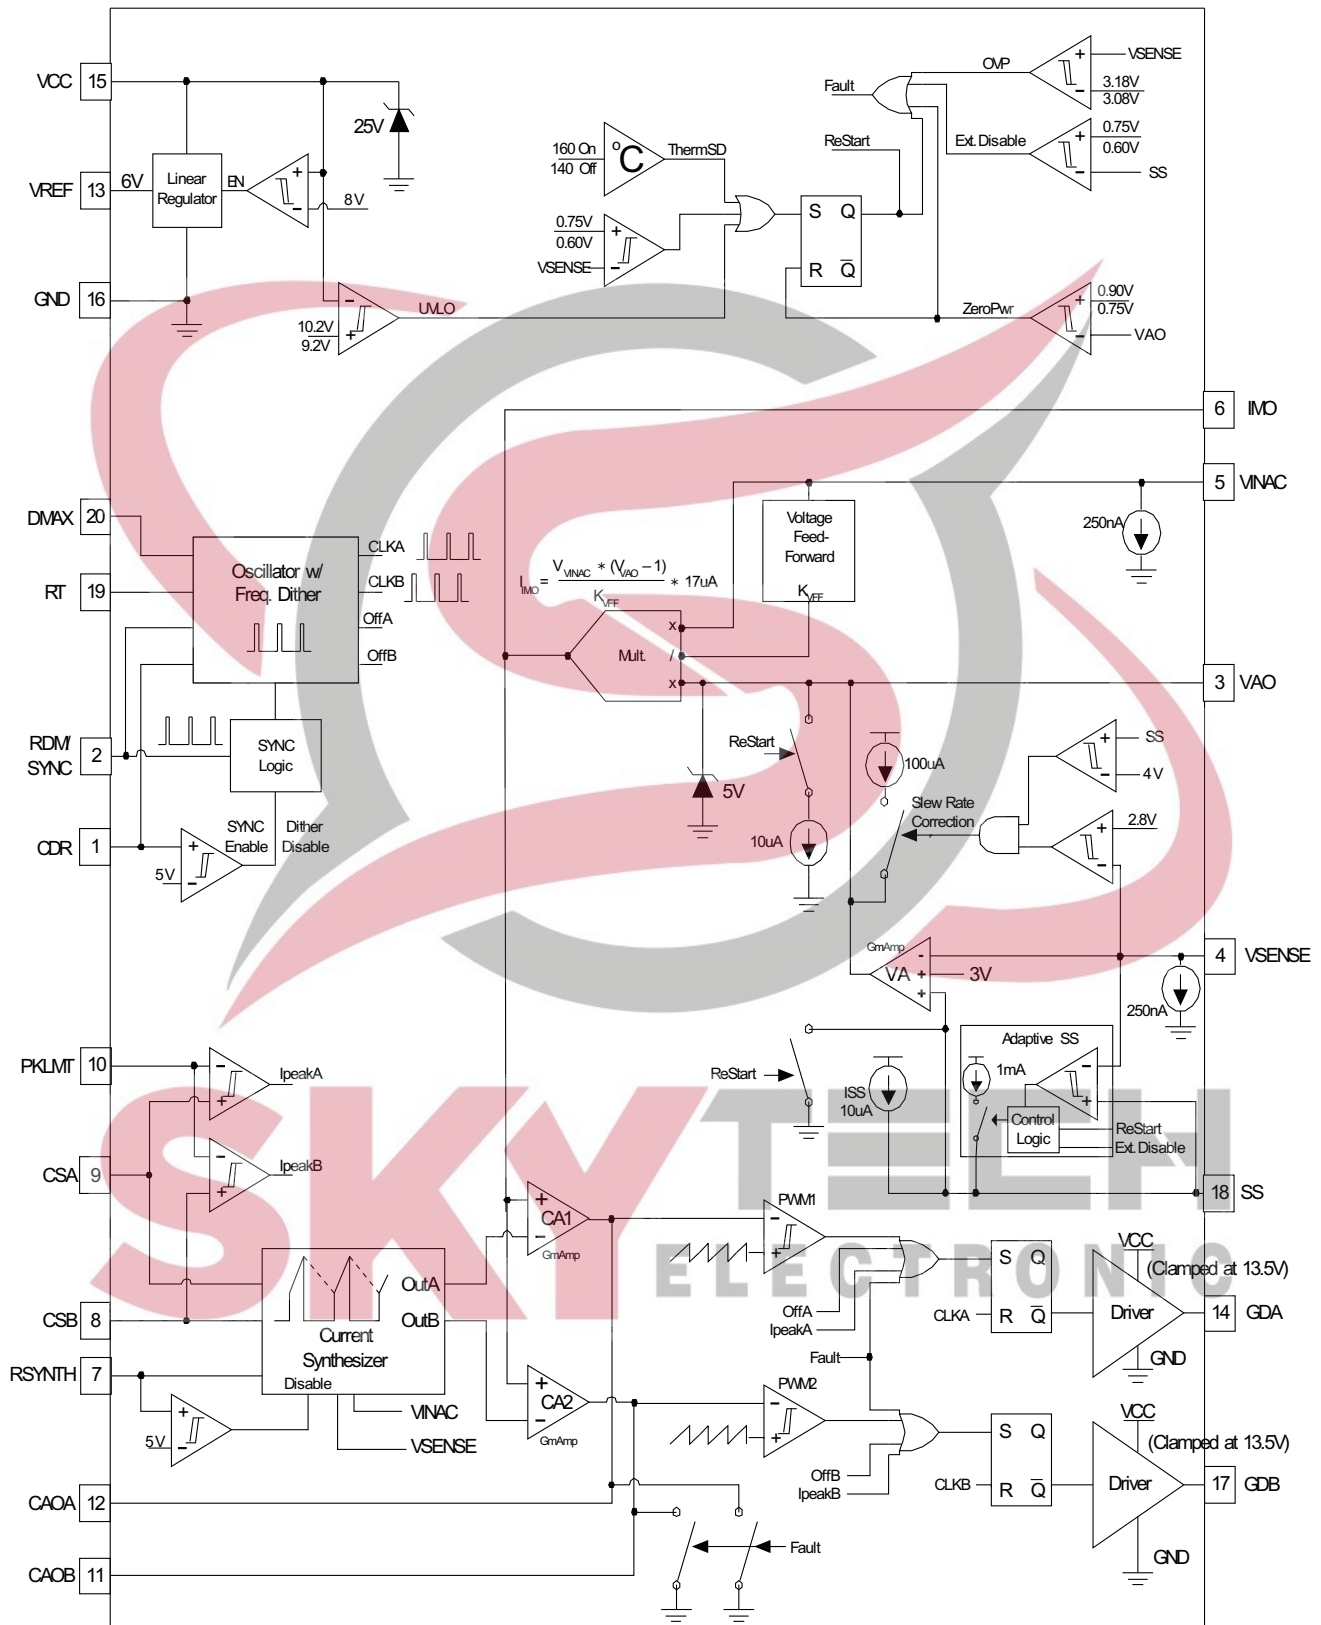 VCC 15
25V
VREF 13
6V
Linear
Regulator
EN
8V
GND 16
10.2V
9.2V
UVLO
160 On
140 Off
°C
ThermSD
0.75V
0.60V
VSENSE
S Q
R Q
Fault
ReStart
OVP
VSENSE
3.18V
3.08V
Ext. Disable
0.75V
0.60V
SS
ZeroPwr
0.90V
0.75V
VAO
6 IMO
5 VINAC
250nA
Voltage
Feed-
Forward
KVFF
IIMO = VVINAC * (VAO – 1) * 17uA
KVFF
Mult.
x
/
x
3 VAO
DMAX 20
RT 19
Oscillator w/
Freq. Dither
CLKA
CLKB
OffA
OffB
RDM/
SYNC 2
SYNC
Logic
CDR 1
SYNC
Enable
Dither
Disable
5V
ReStart
5V
10uA
100uA
Slew Rate
Correction
SS
4V
2.8V
GmAmp
VA
3V
4 VSENSE
250nA
Adaptive SS
1mA
Control
Logic
ReStart
Ext. Disable
ReStart
ISS
10uA
18 SS
PKLMT 10
IpeakA
IpeakB
CSA 9
CSB 8
RSYNTH 7
OutA
OutB
Current
Synthesizer
Disable
VINAC
VSENSE
5V
CA1
GmAmp
CA2
GmAmp
PWM1
PWM2
OffA
IpeakA
Fault
OffB
IpeakB
CLKA
S Q
R Q
CLKB
S Q
R Q
VCC
(Clamped at 13.5V)
Driver
GND
14 GDA
VCC
(Clamped at 13.5V)
Driver
GND
17 GDB
CAOA 12
CAOB 11
Fault
SKYTECH
ELECTRONIC